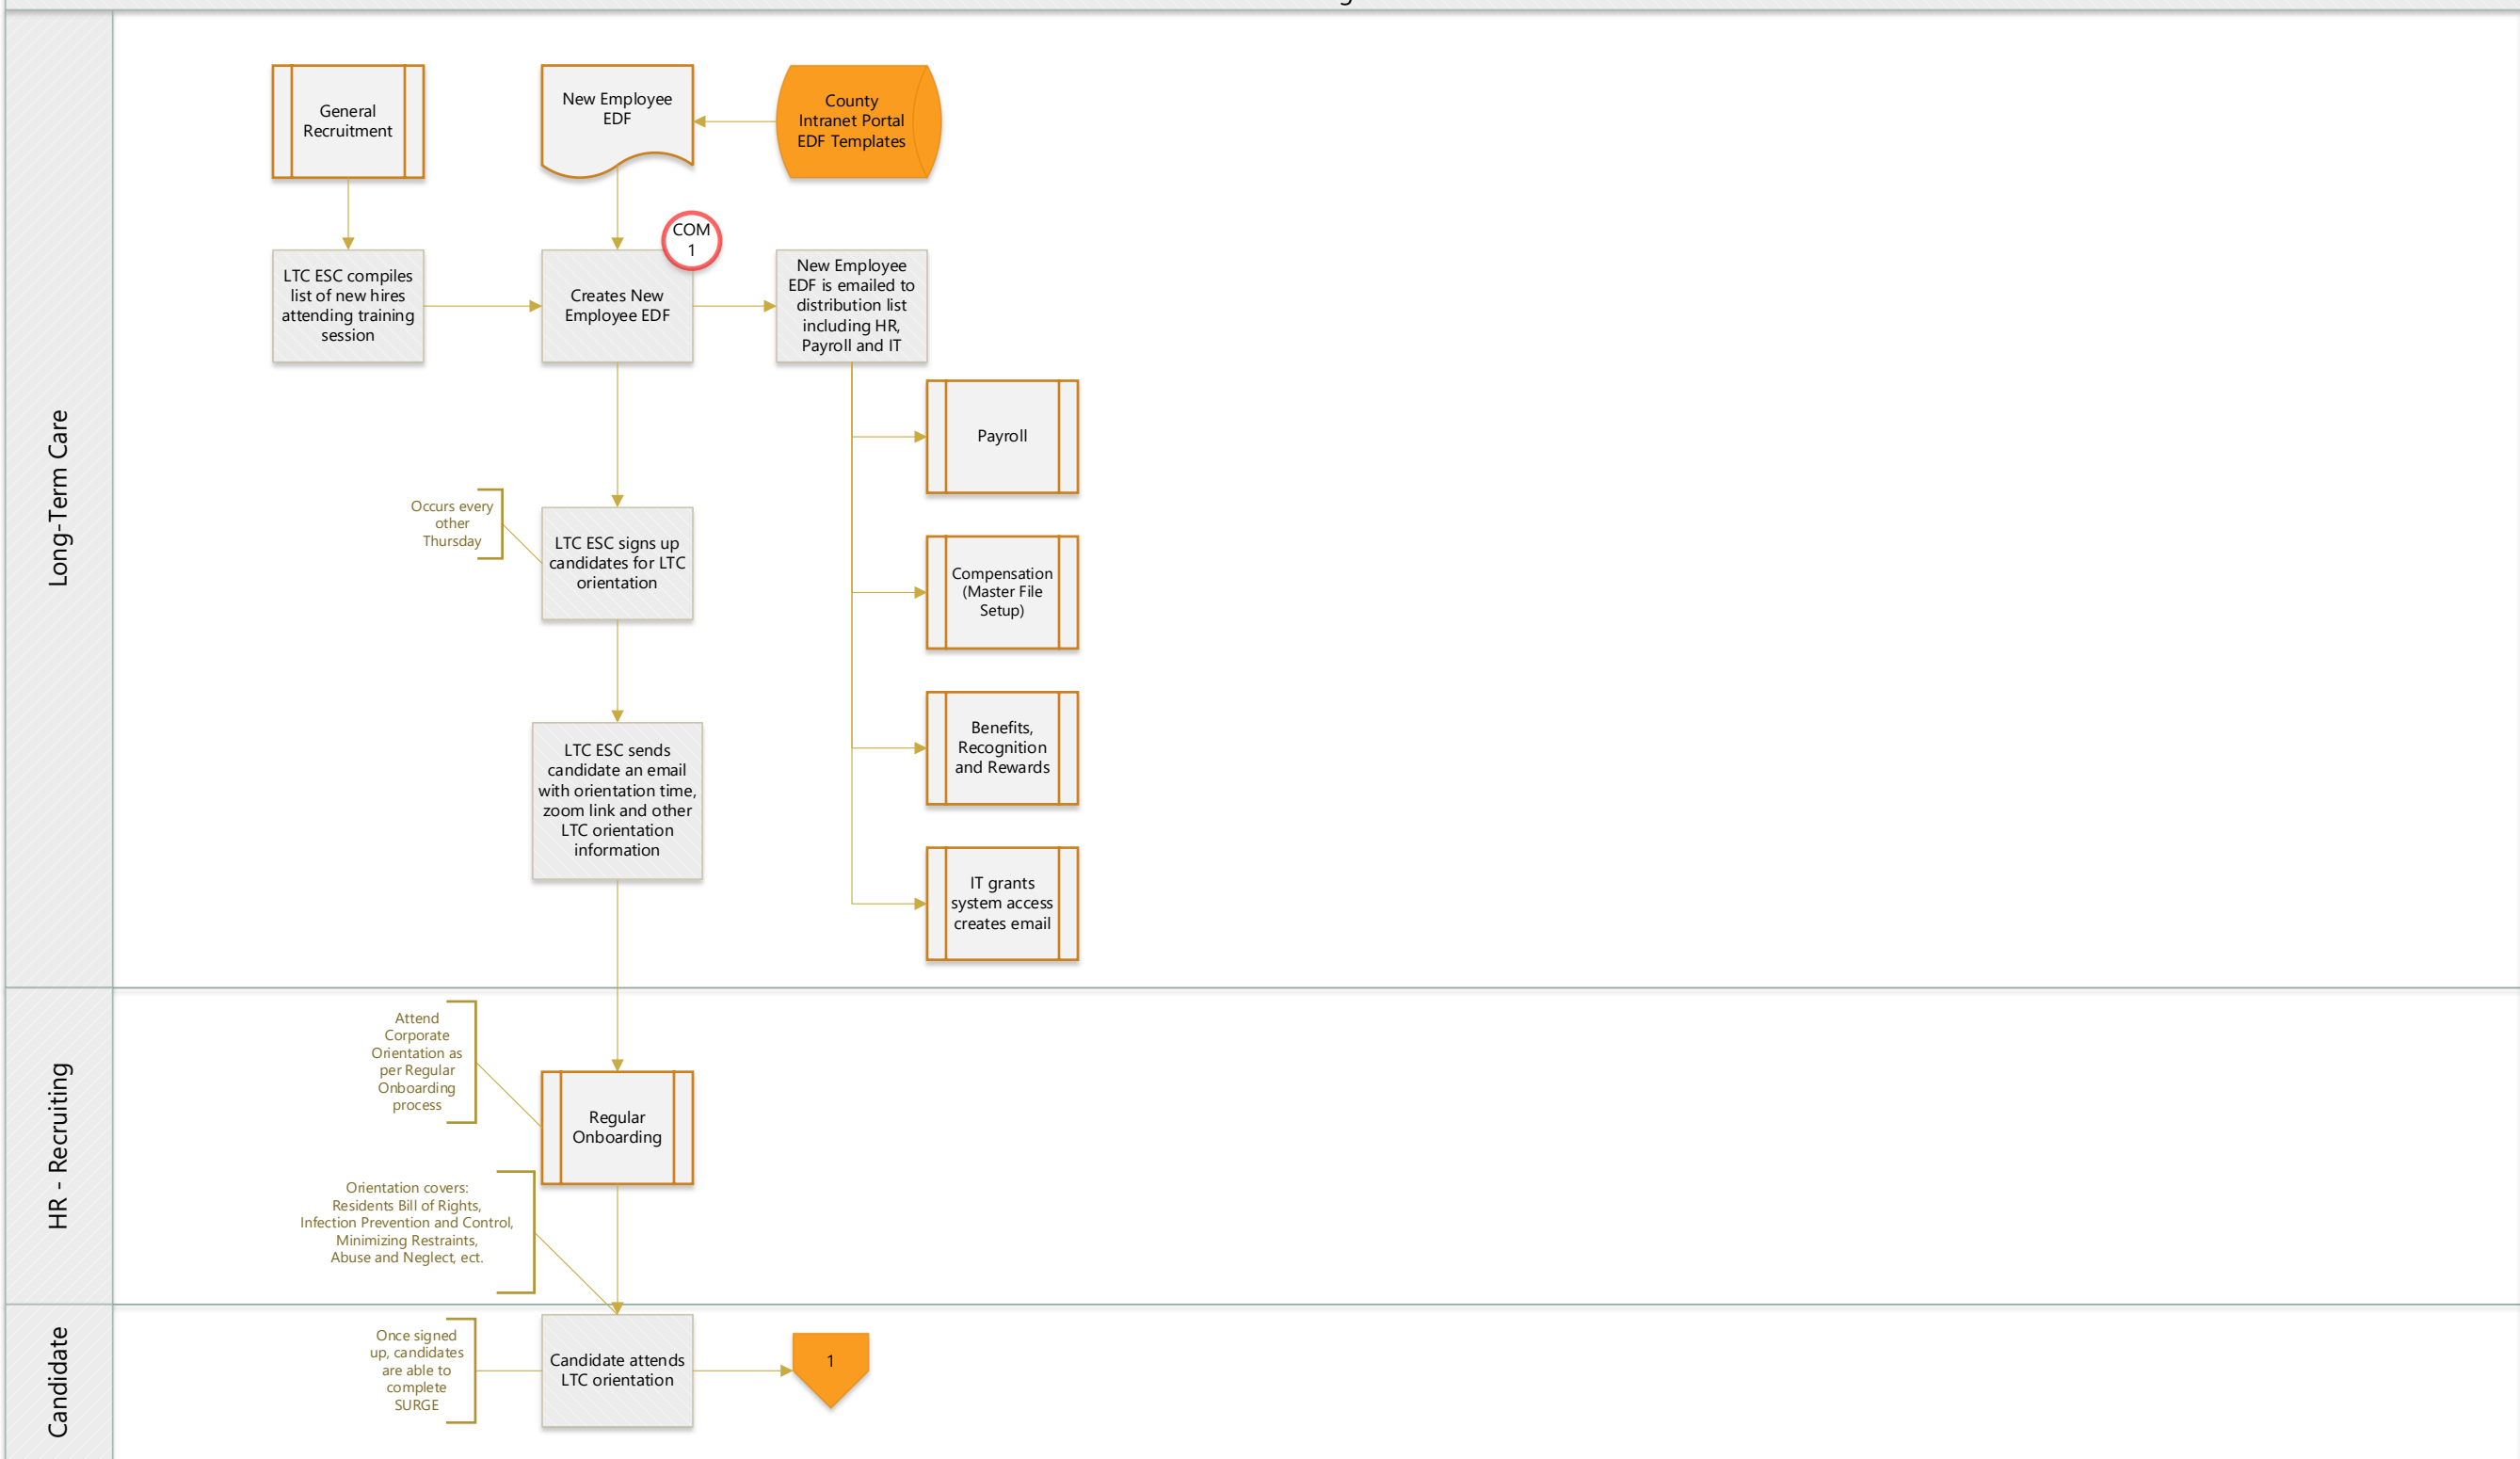 Long-Term Care
General
Recruitment
New Employee
EDF
County
Intranet Portal
EDF Templates
COM
1
LTC ESC compiles
list of new hires
attending training
session
Creates New
Employee EDF
New Employee
EDF is emailed to
distribution list
including HR,
Payroll and IT
Payroll
Occurs every
other
Thursday
LTC ESC signs up
candidates for LTC
orientation
Compensation
(Master File
Setup)
LTC ESC sends
candidate an email
with orientation time,
zoom link and other
LTC orientation
information
Benefits,
Recognition
and Rewards
IT grants
system access
creates email
HR - Recruiting
Attend
Corporate
Orientation as
per Regular
Onboarding
process
Regular
Onboarding
Orientation covers:
Residents Bill of Rights,
Infection Prevention and Control,
Minimizing Restraints,
Abuse and Neglect, ect.
Candidate
Once signed
up, candidates
are able to
complete
SURGE
Candidate attends
LTC orientation
1